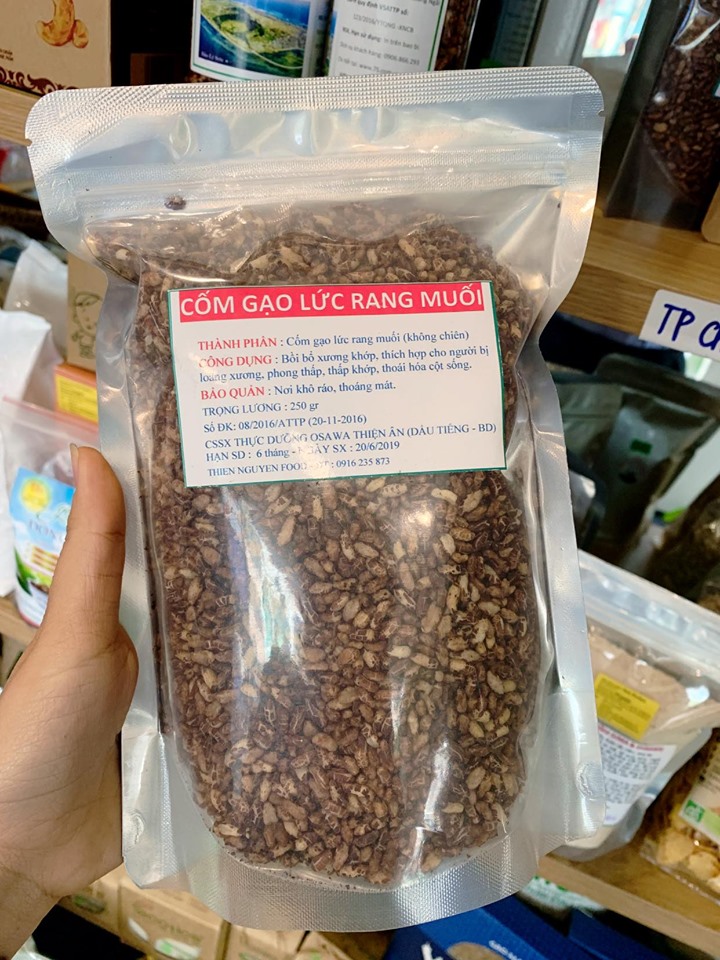 VSATTP số:
CỐM GẠO LỨC RANG MUỐI
THÀNH PHẦN : Cốm gạo lức rang muối (không chiên)
CÔNG DỤNG : Bồi bổ xương khớp, thích hợp cho người bị
loãng xương, phong thấp, thấp khớp, thoái hóa cột sống.
BẢO QUẢN : Nơi khô ráo, thoáng mát.
TRỌNG LƯỢNG : 250 gr
Số ĐK: 08/2016/ATTP (20-11-2016)
CSSX THỰC DƯỠNG OSAWA THIỆN ÂN (DẦU TIẾNG - BD)
HẠN SD : 6 tháng - NGÀY SX : 20/6/2019
THIEN NGUYEN FOOD : 0916 235 873
TP